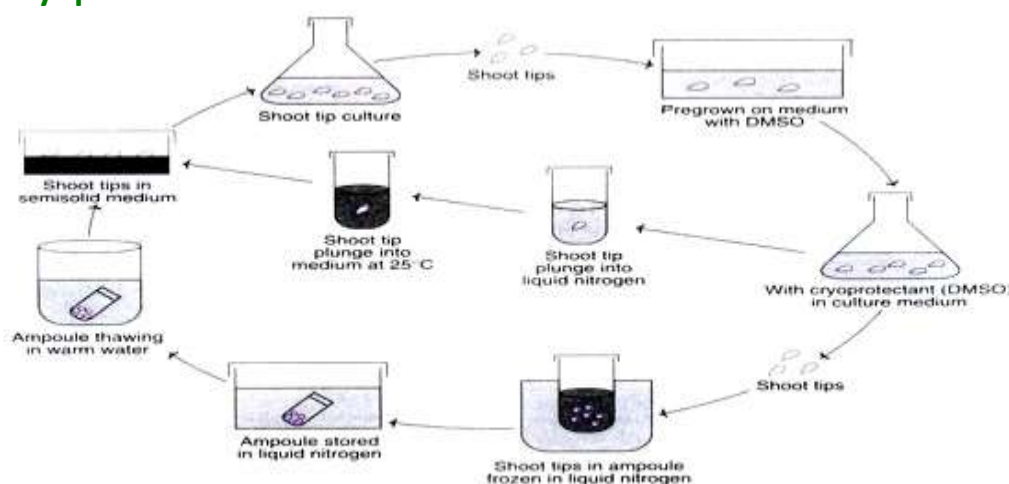 Shoot tip culture
Shoot tips
Pregrown on medium
with DMSO
With cryoprotectant (DMSO)
in culture medium
Shoot tip
plunge into
liquid nitrogen
Shoot tip
plunge into
medium at 25°C
Shoot tips in
semisolid medium
Shoot tips
Shoot tips in ampoule
frozen in liquid nitrogen
Ampoule stored
in liquid nitrogen
Ampoule thawing
in warm water